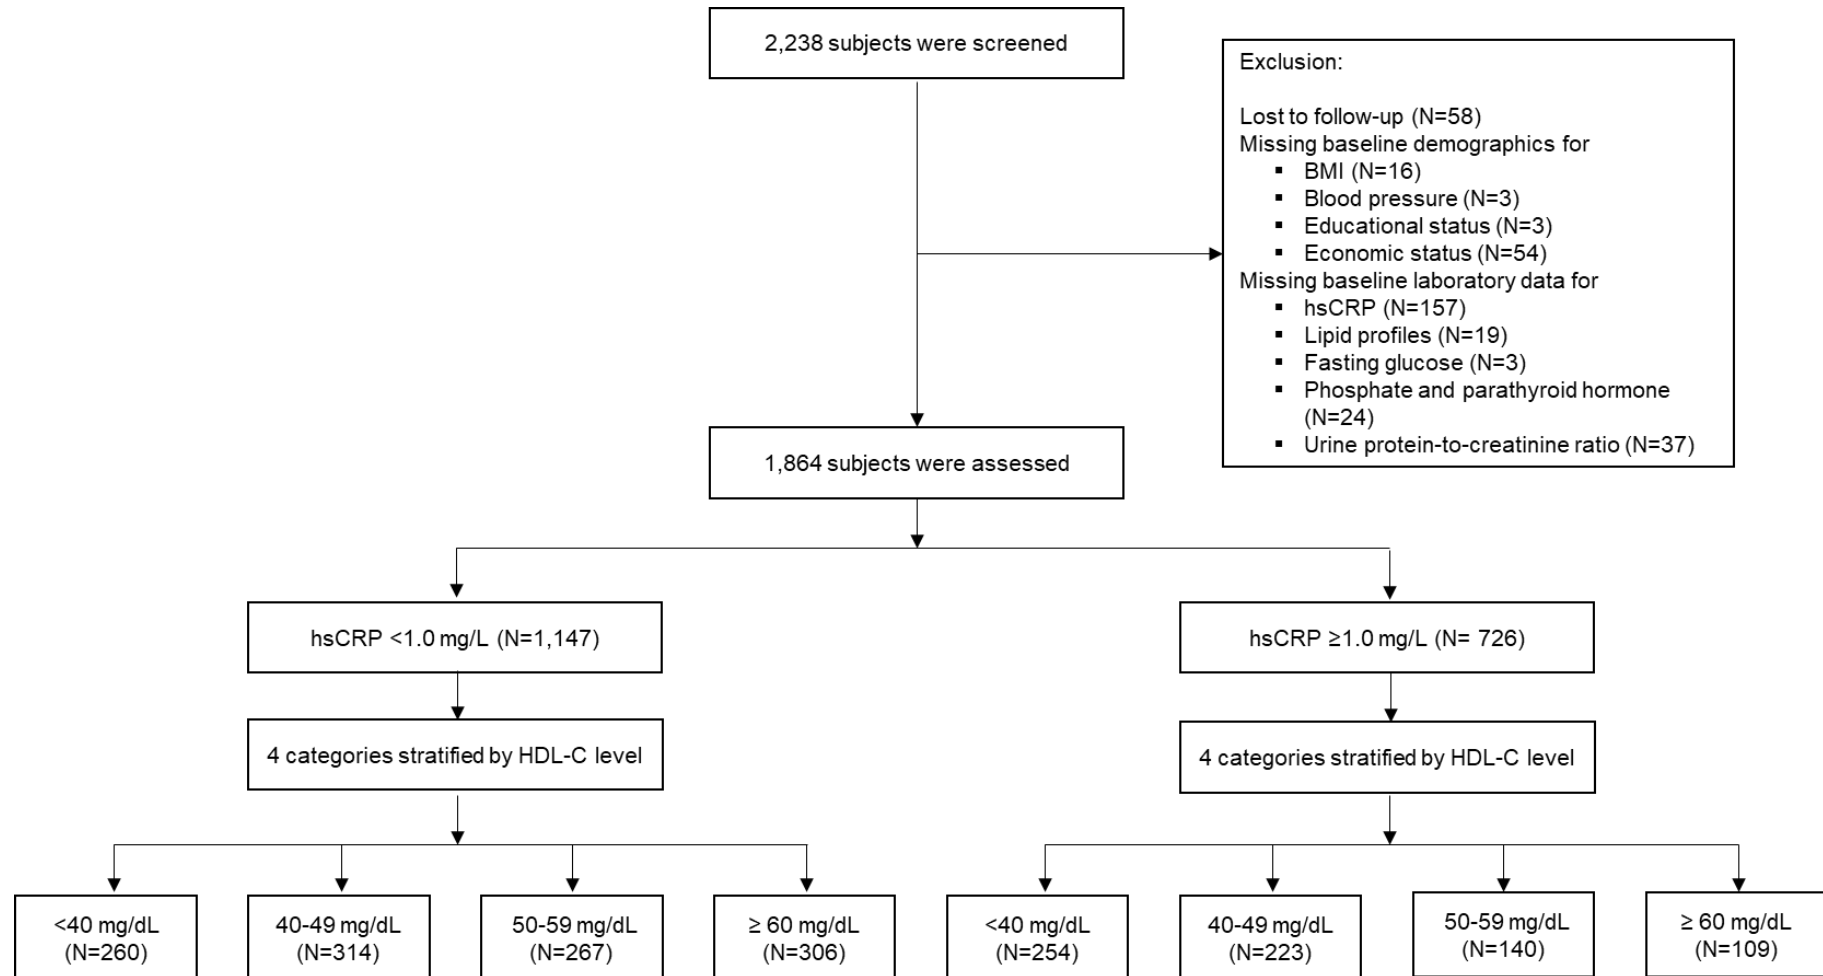 2,238 subjects were screened
Exclusion:
Lost to follow-up (N=58)
Missing baseline demographics for
▪ BMI (N=16)
▪ Blood pressure (N=3)
▪ Educational status (N=3)
▪ Economic status (N=54)
Missing baseline laboratory data for
▪ hsCRP (N=157)
▪ Lipid profiles (N=19)
▪ Fasting glucose (N=3)
▪ Phosphate and parathyroid hormone
(N=24)
▪ Urine protein-to-creatinine ratio (N=37)
1,864 subjects were assessed
hsCRP <1.0 mg/L (N=1,147)
hsCRP ≥1.0 mg/L (N= 726)
4 categories stratified by HDL-C level
4 categories stratified by HDL-C level
<40 mg/dL
(N=260)
40-49 mg/dL
(N=314)
50-59 mg/dL
(N=267)
≥ 60 mg/dL
(N=306)
<40 mg/dL
(N=254)
40-49 mg/dL
(N=223)
50-59 mg/dL
(N=140)
≥ 60 mg/dL
(N=109)